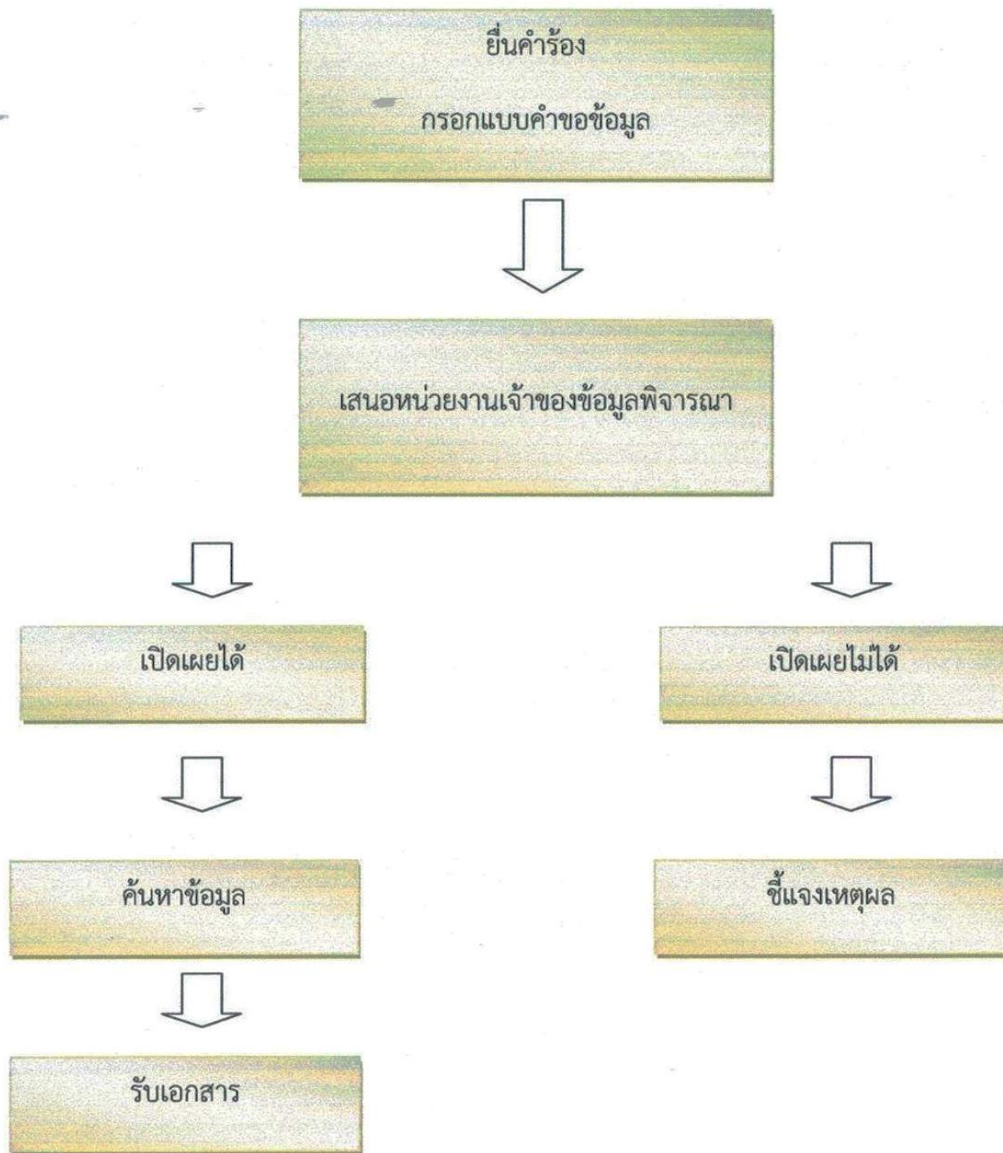 ยื่นคำร้อง
กรอกแบบคำขอข้อมูล
เสนอหน่วยงานเจ้าของข้อมูลพิจารณา
เปิดเผยได้
เปิดเผยไม่ได้
ค้นหาข้อมูล
ชี้แจงเหตุผล
รับเอกสาร